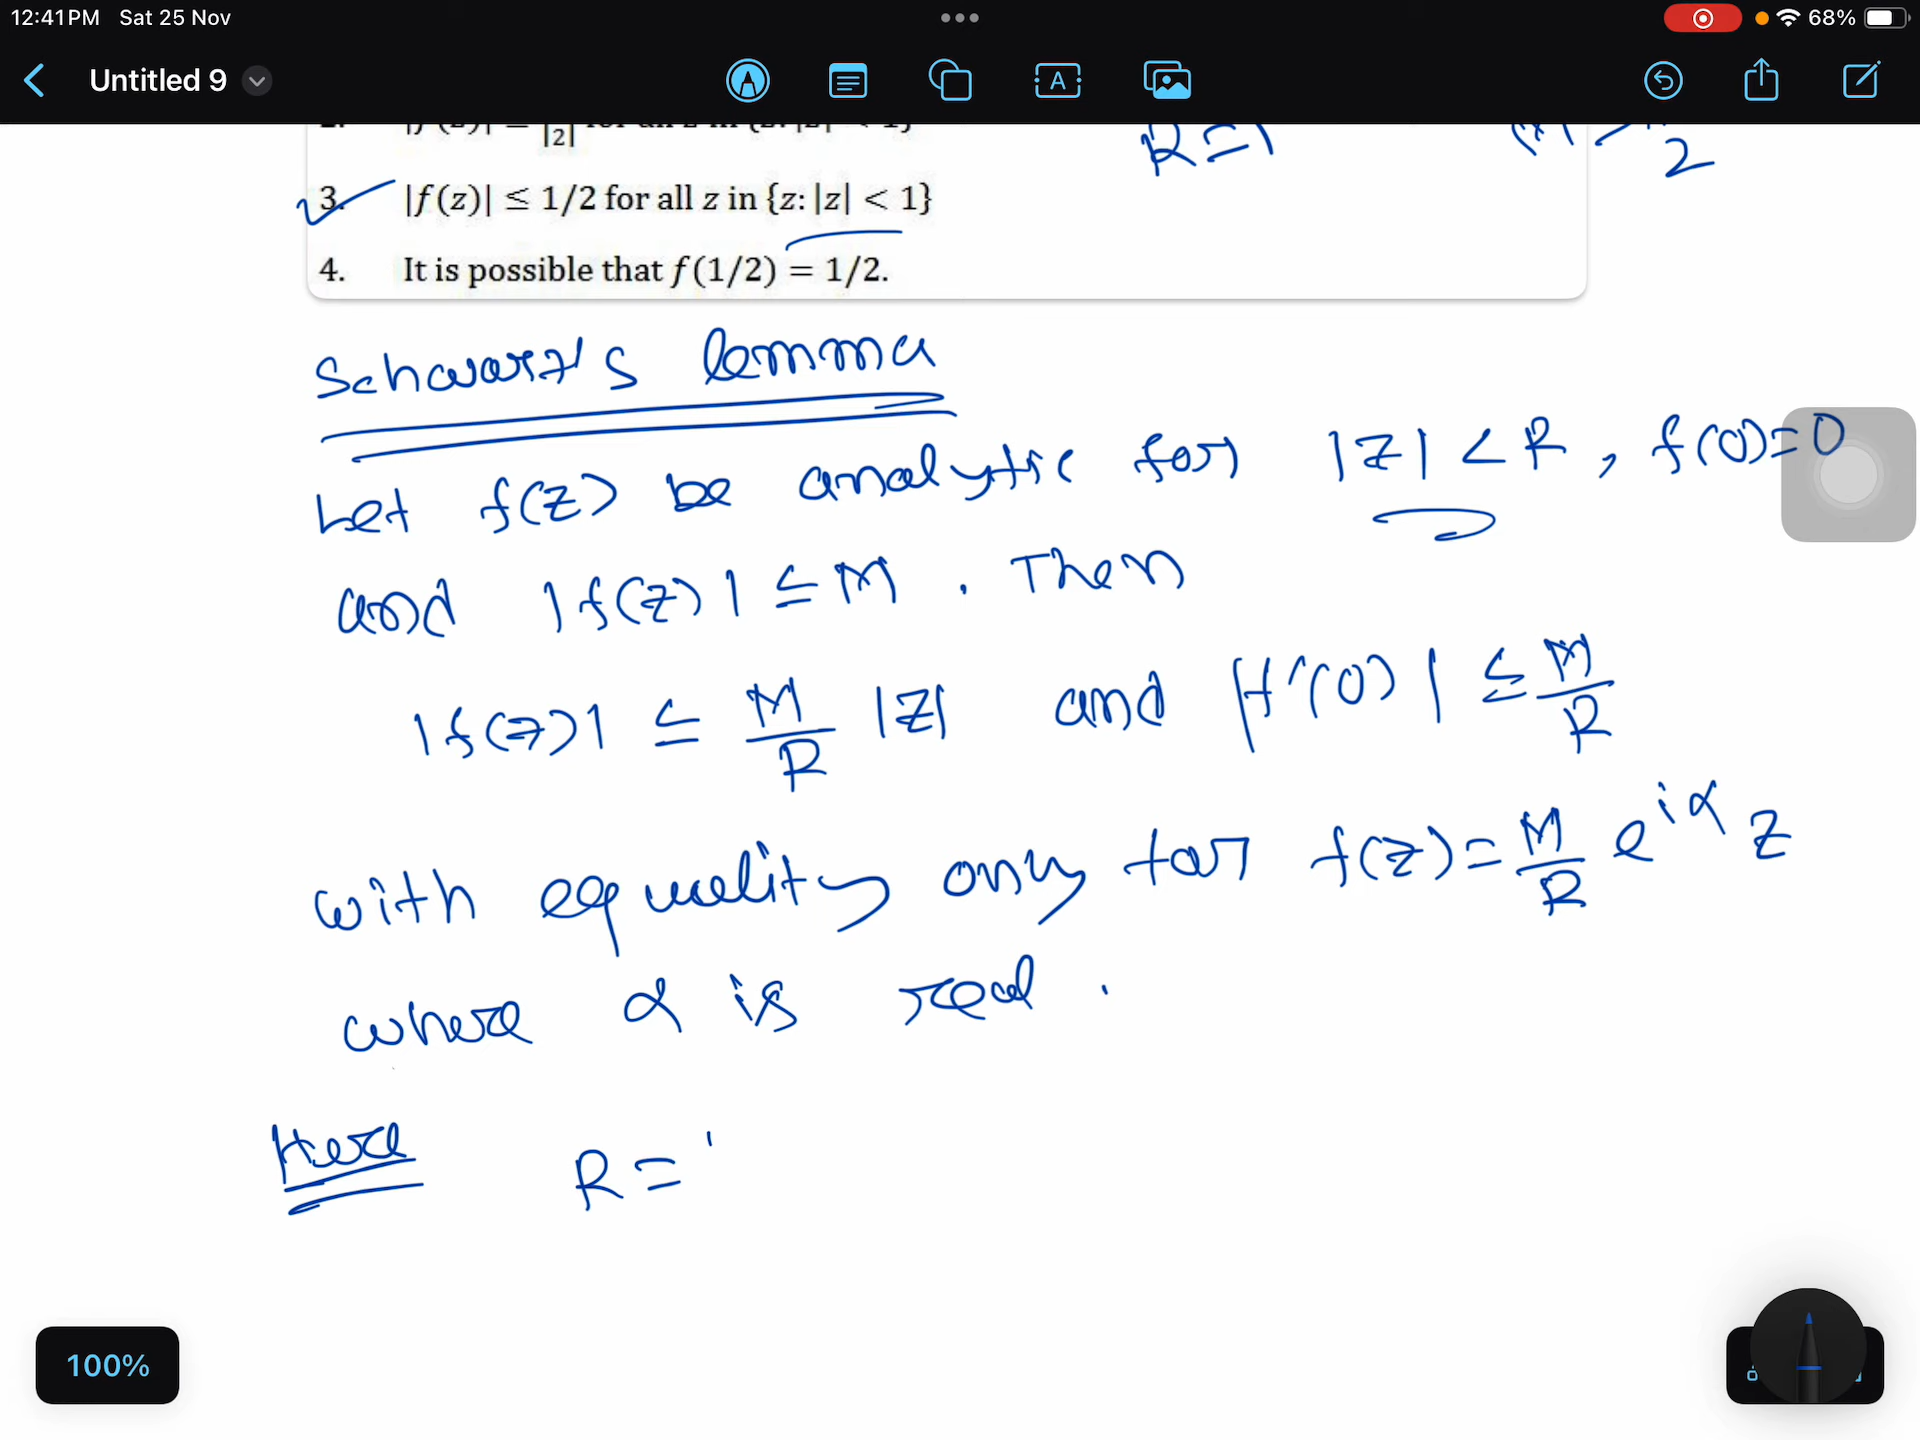 12:41 PM Sat 25 Nov
68%
Untitled 9
A
R=1
2
3. |f(z)| ≤ 1/2 for all z in {z: |z| < 1}
4. It is possible that f(1/2) = 1/2.
Schwarz's lemma
Let f(z) be analytic for |z| < R, f(0)=0
and |f(z)| ≤ M. Then
|f(z)| ≤ M/R |z| and |f'(0)| ≤ M/R
with equality only for f(z) = M/R e^{iα} z
where α is real.
Here R =
100%